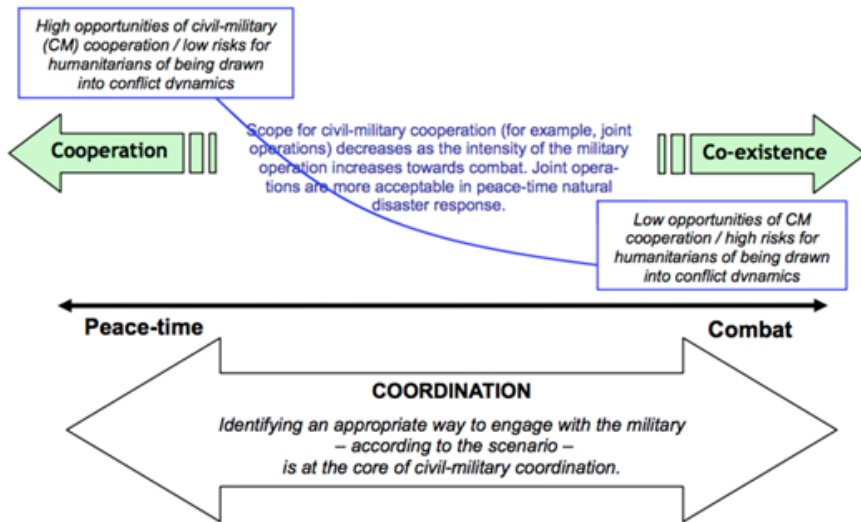 High opportunities of civil-military
(CM) cooperation / low risks for
humanitarians of being drawn
into conflict dynamics
Cooperation
Scope for civil-military cooperation (for example, joint
operations) decreases as the intensity of the military
operation increases towards combat. Joint opera-
tions are more acceptable in peace-time natural
disaster response.
Co-existence
Low opportunities of CM
cooperation / high risks for
humanitarians of being drawn
into conflict dynamics
Peace-time
Combat
COORDINATION
Identifying an appropriate way to engage with the military
– according to the scenario –
is at the core of civil-military coordination.